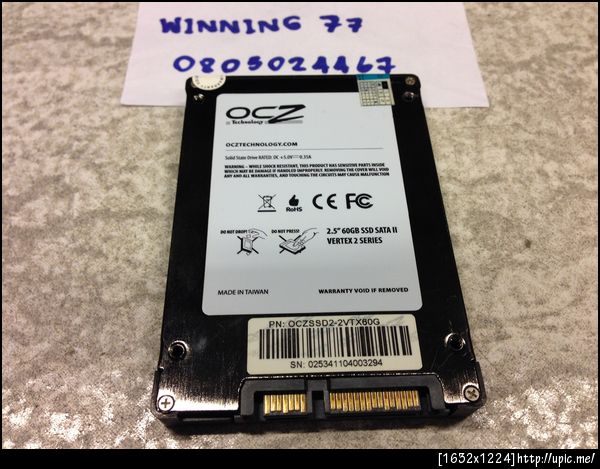 WINNING 77
0805024467
OCZ
Technology
OCZTECHNOLOGY.COM
Solid State Drive RATED: DC +5.0V⎓0.35A
WARNING – WHILE SHOCK RESISTANT, THIS PRODUCT HAS SENSITIVE PARTS INSIDE
WHICH MAY BE DAMAGE IF HANDLED IMPROPERLY. REMOVING THE COVER WILL VOID
ANY AND ALL WARRANTIES, AND TOUCHING THE CIRCUITS MAY CAUSE MALFUNCTION
RoHS CE FC
DO NOT DROP! DO NOT PRESS!
2.5" 60GB SSD SATA II
VERTEX 2 SERIES
MADE IN TAIWAN WARRANTY VOID IF REMOVED
PN: OCZSSD2-2VTX60G
SN: 025341104003294
[1632x1224]http://upic.me/